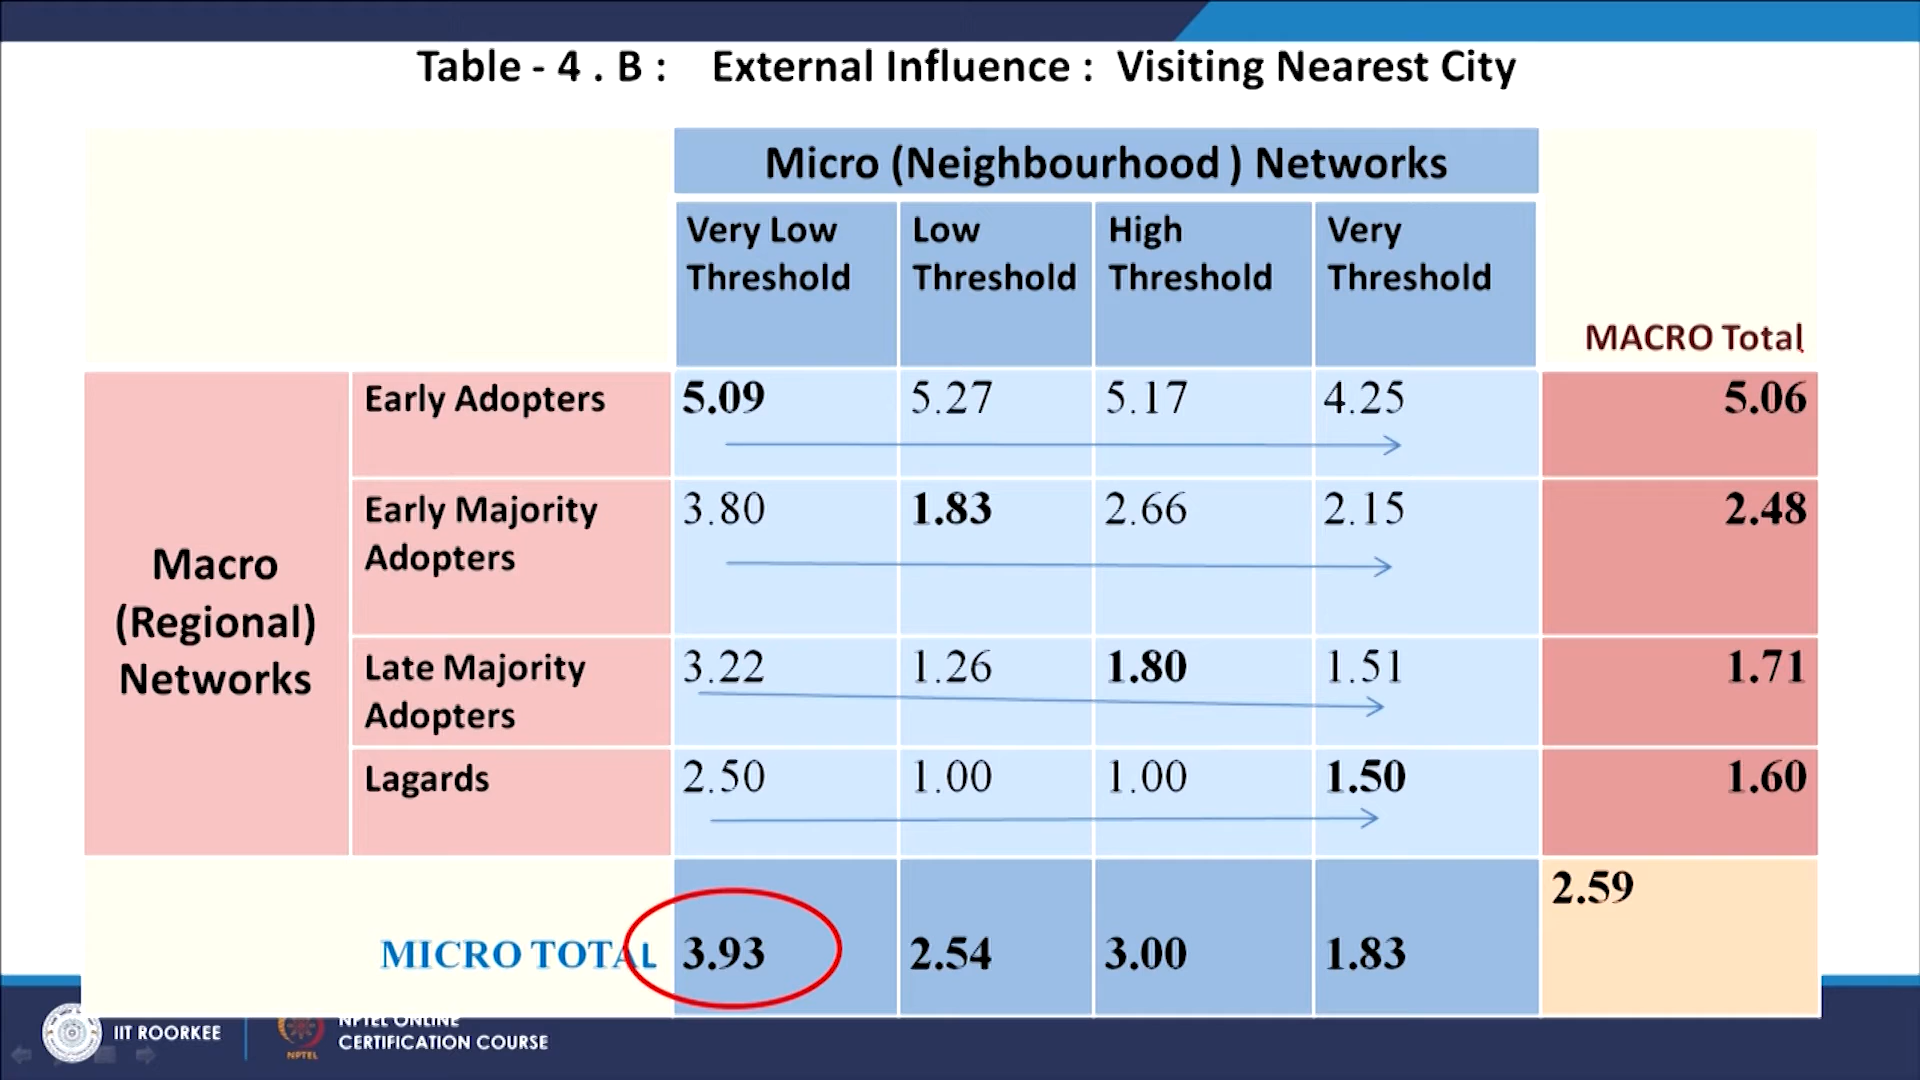 Table - 4 . B : External Influence : Visiting Nearest City
Micro (Neighbourhood ) Networks
Very Low Threshold
Low Threshold
High Threshold
Very Threshold
MACRO Total
Macro (Regional) Networks
Early Adopters 5.09 5.27 5.17 4.25 5.06
Early Majority Adopters 3.80 1.83 2.66 2.15 2.48
Late Majority Adopters 3.22 1.26 1.80 1.51 1.71
Lagards 2.50 1.00 1.00 1.50 1.60
MICRO TOTAL 3.93 2.54 3.00 1.83 2.59
IIT ROORKEE
NPTEL
NPTEL ONLINE
CERTIFICATION COURSE